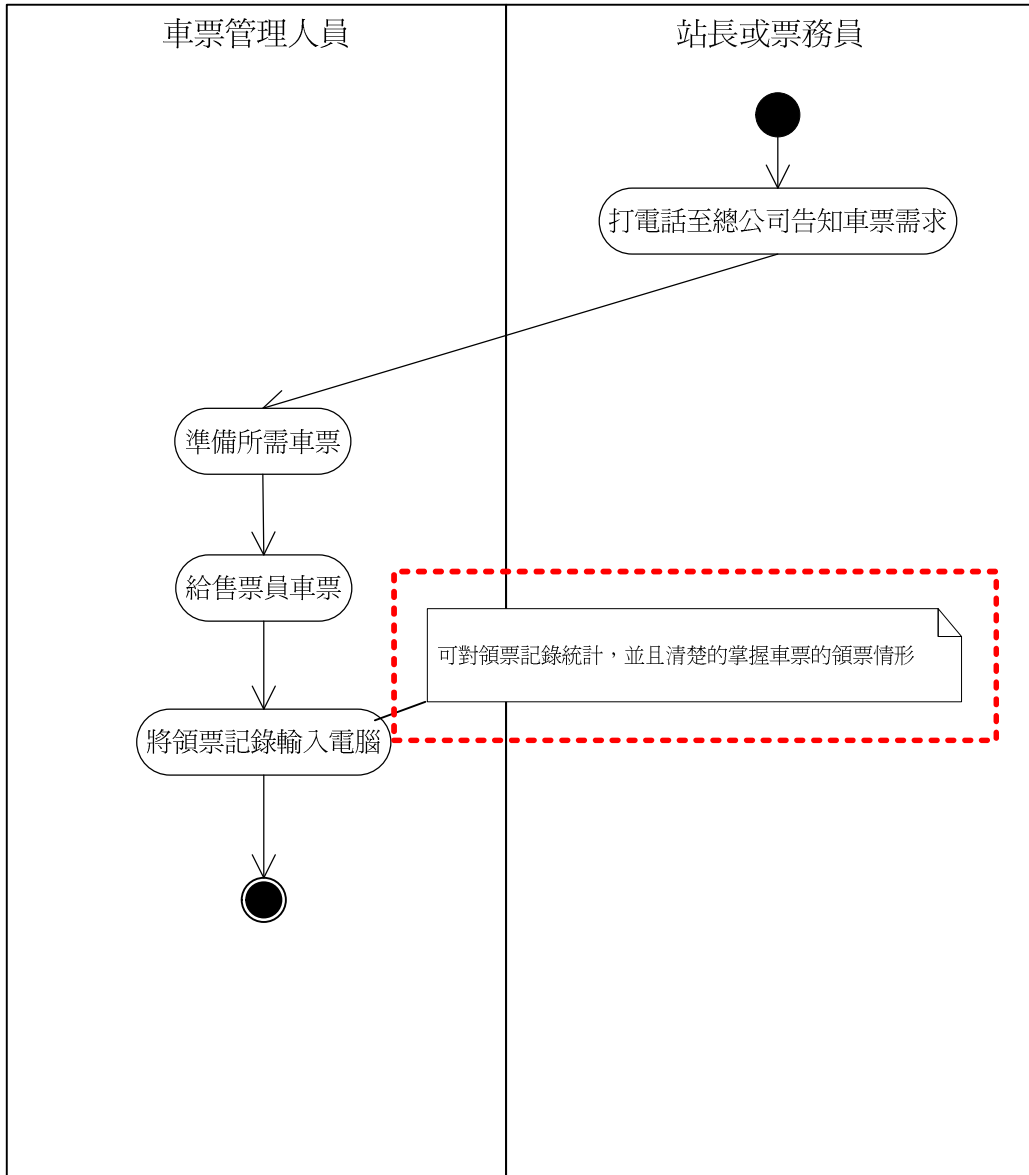 車票管理人員
站長或票務員
打電話至總公司告知車票需求
準備所需車票
給售票員車票
可對領票記錄統計，並且清楚的掌握車票的領票情形
將領票記錄輸入電腦